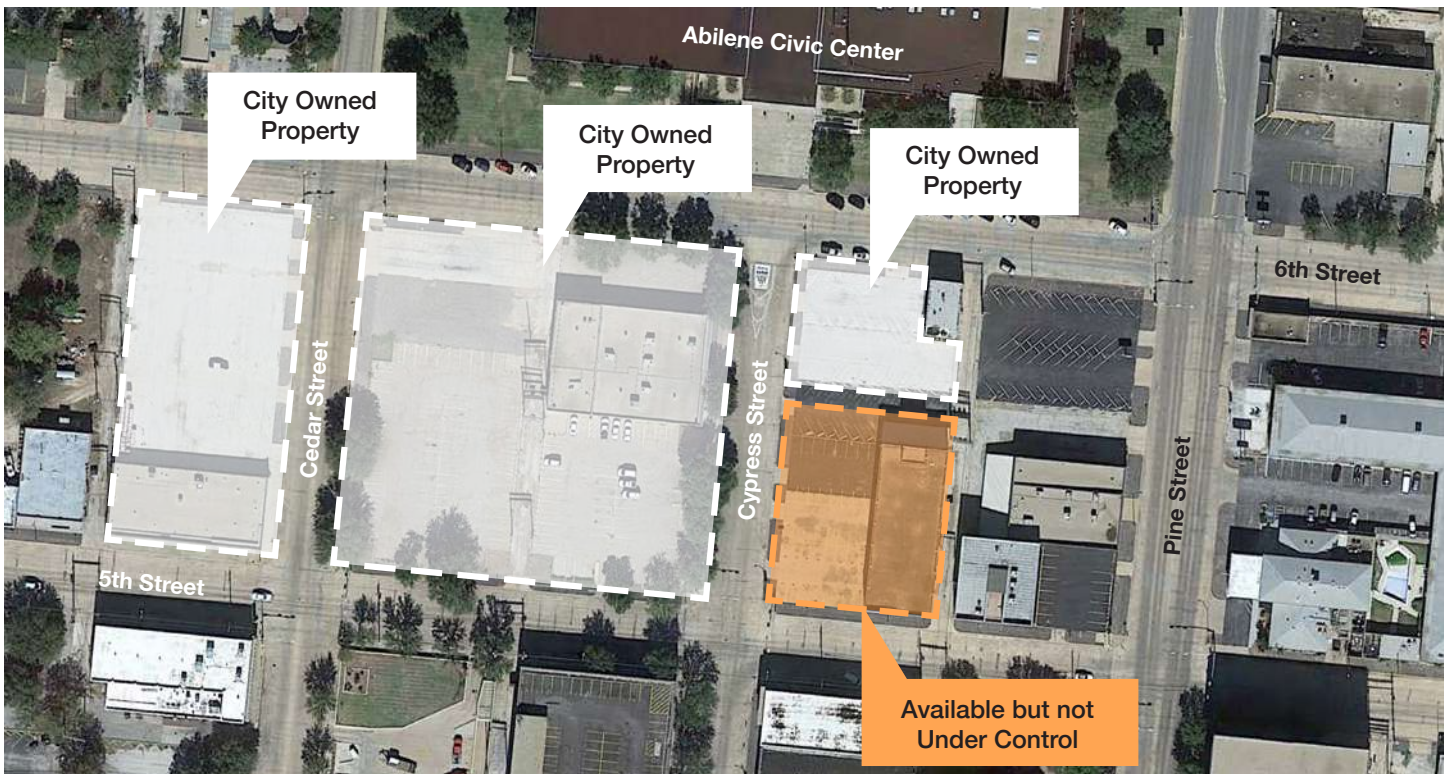 Abilene Civic Center
City Owned
Property
City Owned
Property
City Owned
Property
6th Street
Cedar Street
Cypress Street
Pine Street
5th Street
Available but not
Under Control